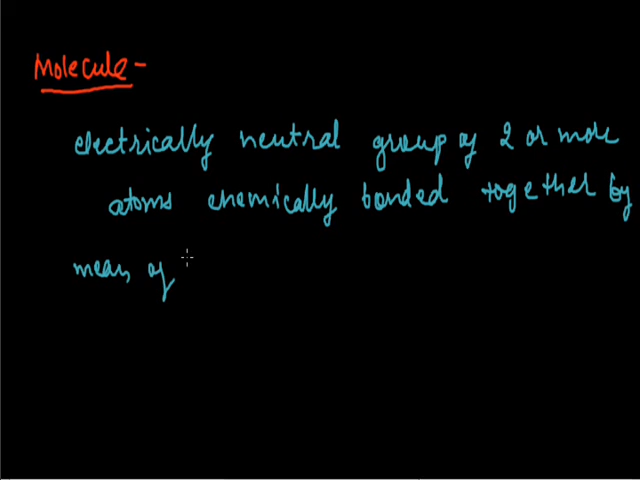 Molecule-
electrically neutral group of 2 or more
atoms chemically bonded together by
means of